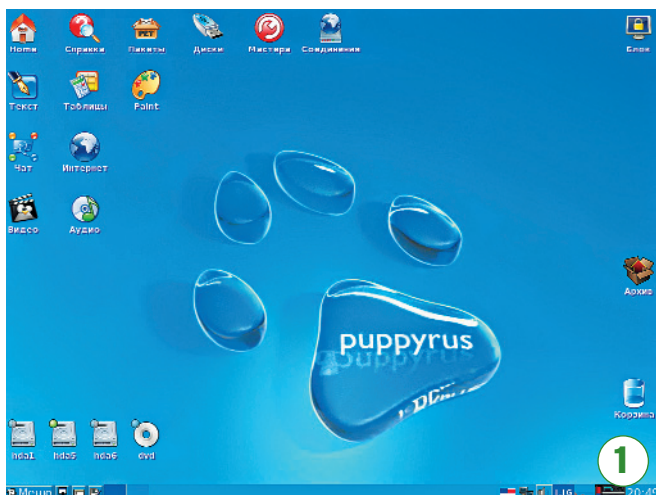 Home Справка Пакеты Диски Мастера Соединения Блок
Текст Таблицы Paint
Чат Интернет
Видео Аудио
Архив
puppyrus
Корзина
hda1 hda5 hda6 dvd
1
Меню 20:49